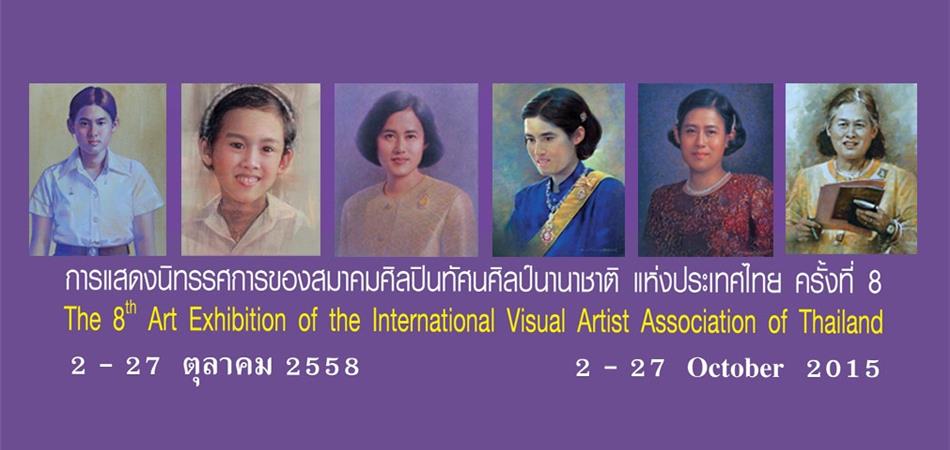 การแสดงนิทรรศการของสมาคมศิลปินทัศนศิลป์นานาชาติ แห่งประเทศไทย ครั้งที่ 8
The 8th Art Exhibition of the International Visual Artist Association of Thailand
2 - 27 ตุลาคม 2558 2 - 27 October 2015